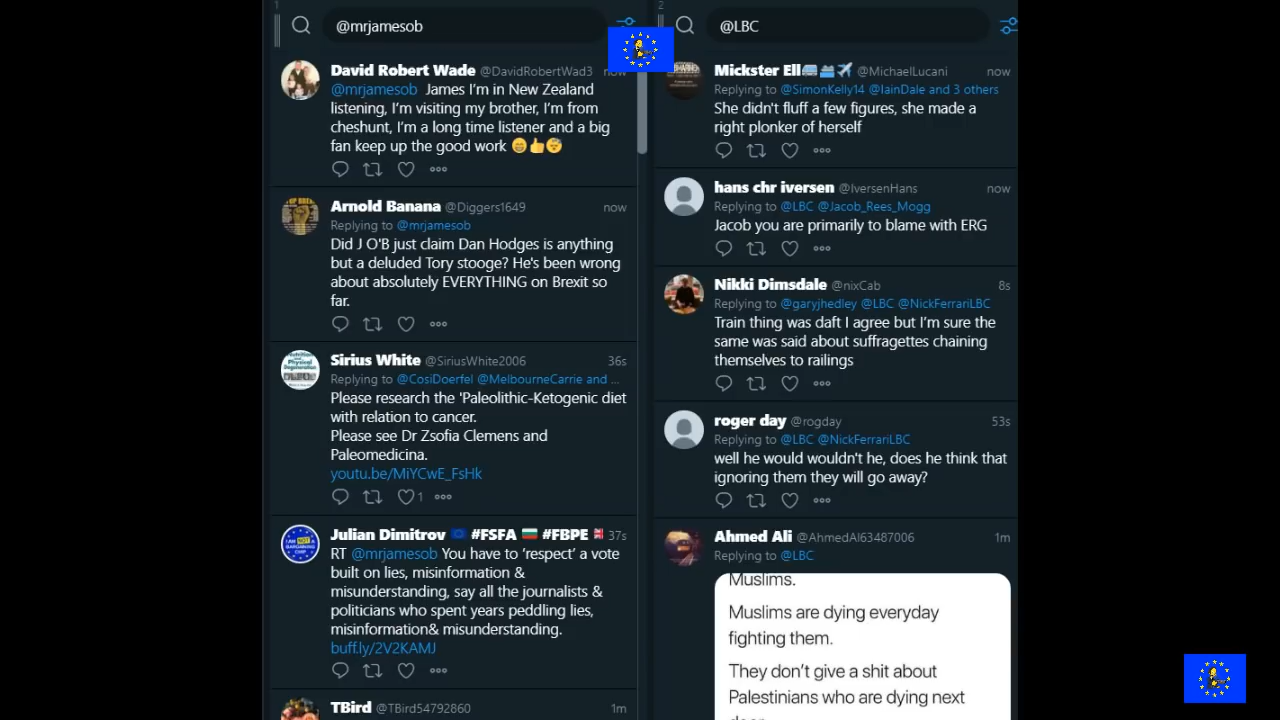 1
@mrjamesob
David Robert Wade @DavidRobertWad3 now
@mrjamesob James I'm in New Zealand
listening, I'm visiting my brother, I'm from
cheshunt, I'm a long time listener and a big
fan keep up the good work 😁👍😴
Arnold Banana @Diggers1649 now
Replying to @mrjamesob
Did J O'B just claim Dan Hodges is anything
but a deluded Tory stooge? He's been wrong
about absolutely EVERYTHING on Brexit so
far.
Sirius White @SiriusWhite2006 36s
Replying to @CosiDoerfel @MelbourneCarrie and ...
Please research the 'Paleolithic-Ketogenic diet
with relation to cancer.
Please see Dr Zsofia Clemens and
Paleomedicina.
youtu.be/MiYCwE_FsHk
1
Julian Dimitrov 🇪🇺 #FSFA 🇧🇬 #FBPE 37s
RT @mrjamesob You have to ‘respect’ a vote
built on lies, misinformation &
misunderstanding, say all the journalists &
politicians who spent years peddling lies,
misinformation& misunderstanding.
buff.ly/2V2KAMJ
TBird @TBird54792860 1m
2
@LBC
Mickster Ell @MichaelLucani now
Replying to @SimonKelly14 @IainDale and 3 others
She didn't fluff a few figures, she made a
right plonker of herself
hans chr iversen @IversenHans now
Replying to @LBC @Jacob_Rees_Mogg
Jacob you are primarily to blame with ERG
Nikki Dimsdale @nixCab 8s
Replying to @garyjhedley @LBC @NickFerrariLBC
Train thing was daft I agree but I'm sure the
same was said about suffragettes chaining
themselves to railings
roger day @rogday 53s
Replying to @LBC @NickFerrariLBC
well he would wouldn't he, does he think that
ignoring them they will go away?
Ahmed Ali @AhmedAl63487006 1m
Replying to @LBC
Muslims.
Muslims are dying everyday
fighting them.
They don't give a shit about
Palestinians who are dying next